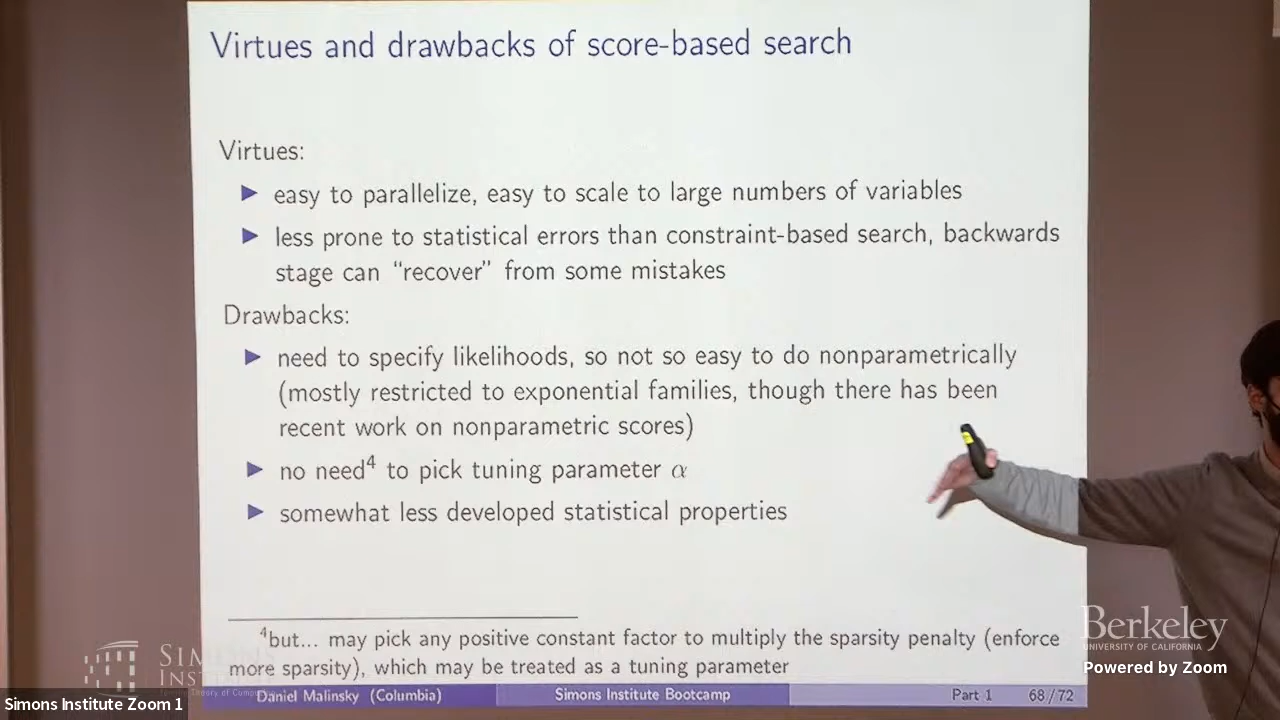 Virtues and drawbacks of score-based search
Virtues:
▶ easy to parallelize, easy to scale to large numbers of variables
▶ less prone to statistical errors than constraint-based search, backwards
stage can “recover” from some mistakes
Drawbacks:
▶ need to specify likelihoods, so not so easy to do nonparametrically
(mostly restricted to exponential families, though there has been
recent work on nonparametric scores)
▶ no need⁴ to pick tuning parameter α
▶ somewhat less developed statistical properties
⁴but... may pick any positive constant factor to multiply the sparsity penalty (enforce
more sparsity), which may be treated as a tuning parameter
Daniel Malinsky (Columbia) Simons Institute Bootcamp Part 1 68/72
Berkeley
UNIVERSITY OF CALIFORNIA
Powered by Zoom
Simons Institute Zoom 1